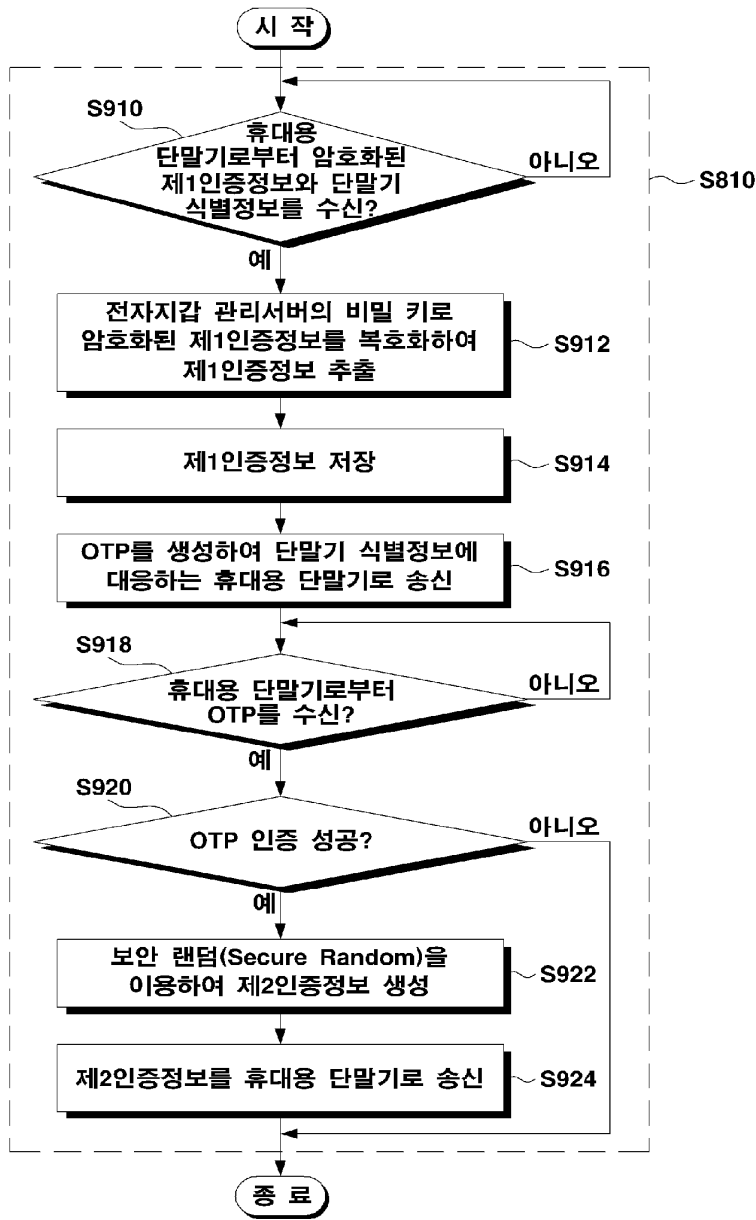 시 작
S910
휴대용
단말기로부터 암호화된
제1인증정보와 단말기
식별정보를 수신?
아니오
S810
예
전자지갑 관리서버의 비밀 키로
암호화된 제1인증정보를 복호화하여
제1인증정보 추출
S912
제1인증정보 저장
S914
OTP를 생성하여 단말기 식별정보에
대응하는 휴대용 단말기로 송신
S916
S918
휴대용 단말기로부터
OTP를 수신?
아니오
예
S920
OTP 인증 성공?
아니오
예
보안 랜덤(Secure Random)을
이용하여 제2인증정보 생성
S922
제2인증정보를 휴대용 단말기로 송신
S924
종 료